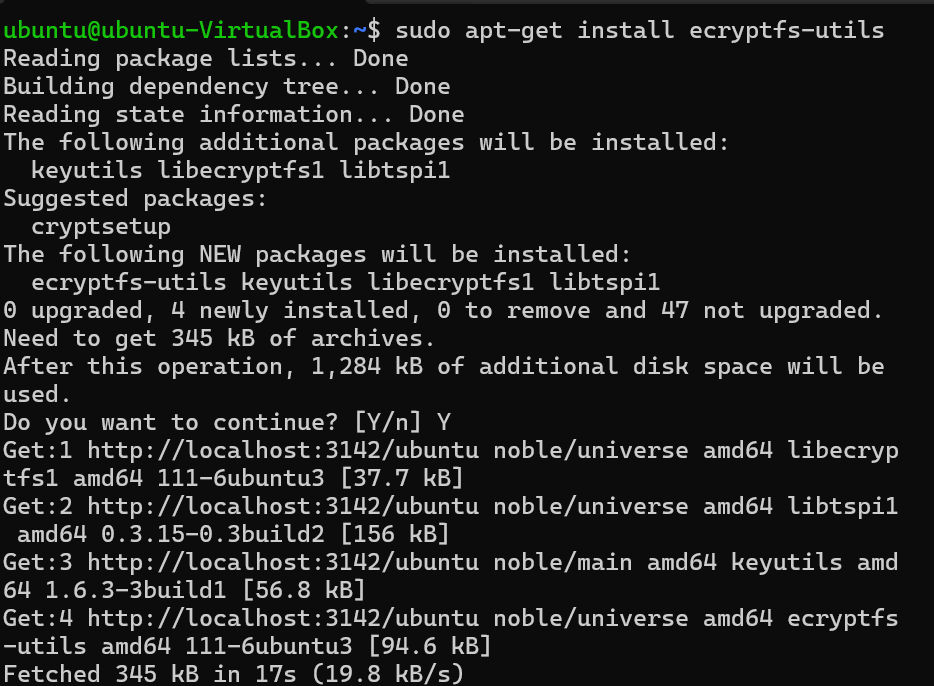 ubuntu@ubuntu-VirtualBox:~$ sudo apt-get install ecryptfs-utils
Reading package lists... Done
Building dependency tree... Done
Reading state information... Done
The following additional packages will be installed:
  keyutils libecryptfs1 libtspi1
Suggested packages:
  cryptsetup
The following NEW packages will be installed:
  ecryptfs-utils keyutils libecryptfs1 libtspi1
0 upgraded, 4 newly installed, 0 to remove and 47 not upgraded.
Need to get 345 kB of archives.
After this operation, 1,284 kB of additional disk space will be
used.
Do you want to continue? [Y/n] Y
Get:1 http://localhost:3142/ubuntu noble/universe amd64 libecryp
tfs1 amd64 111-6ubuntu3 [37.7 kB]
Get:2 http://localhost:3142/ubuntu noble/universe amd64 libtspi1
 amd64 0.3.15-0.3build2 [156 kB]
Get:3 http://localhost:3142/ubuntu noble/main amd64 keyutils amd
64 1.6.3-3build1 [56.8 kB]
Get:4 http://localhost:3142/ubuntu noble/universe amd64 ecryptfs
-utils amd64 111-6ubuntu3 [94.6 kB]
Fetched 345 kB in 17s (19.8 kB/s)